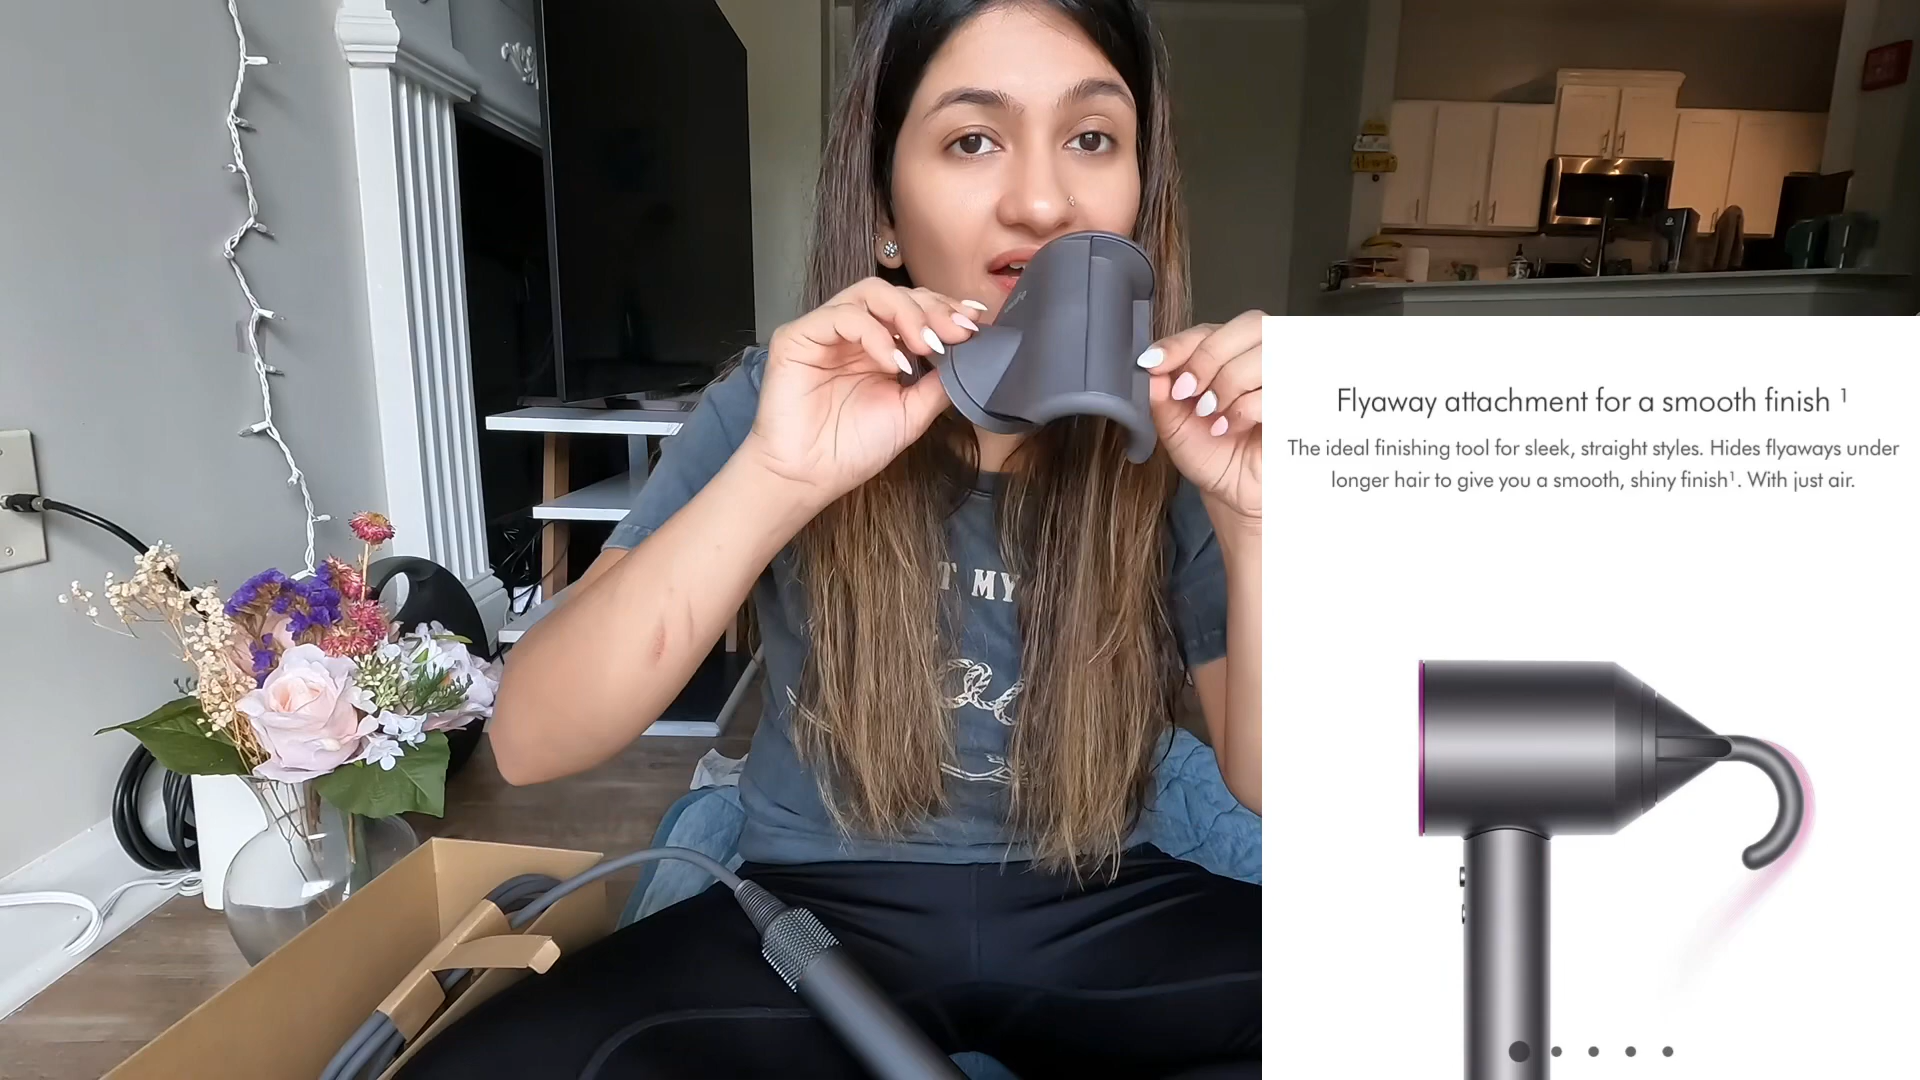 T MY
Flyaway attachment for a smooth finish ¹
The ideal finishing tool for sleek, straight styles. Hides flyaways under
longer hair to give you a smooth, shiny finish¹. With just air.